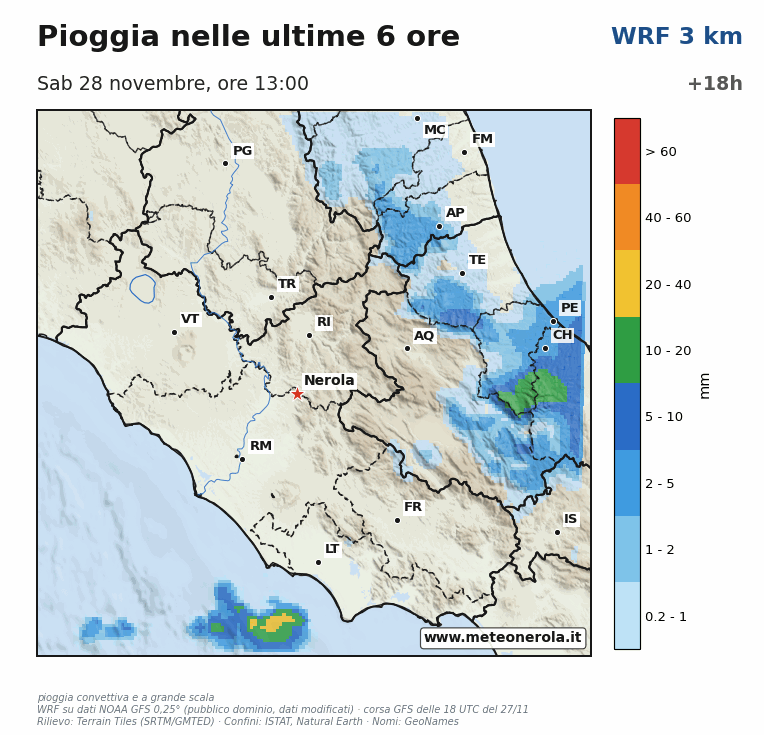 Pioggia nelle ultime 6 ore
WRF 3 km
Sab 28 novembre, ore 13:00
+18h
MC
FM
PG
AP
TE
TR
PE
VT
RI
AQ
CH
Nerola
RM
FR
IS
LT
www.meteonerola.it
> 60
40 - 60
20 - 40
10 - 20
5 - 10
2 - 5
1 - 2
0.2 - 1
mm
pioggia convettiva e a grande scala
WRF su dati NOAA GFS 0,25° (pubblico dominio, dati modificati) · corsa GFS delle 18 UTC del 27/11
Rilievo: Terrain Tiles (SRTM/GMTED) · Confini: ISTAT, Natural Earth · Nomi: GeoNames